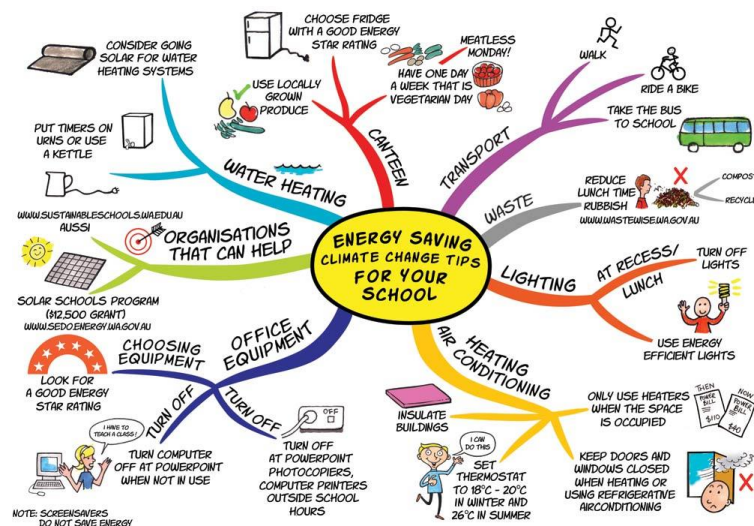 ENERGY SAVING
CLIMATE CHANGE TIPS
FOR YOUR
SCHOOL
CANTEEN
CHOOSE FRIDGE
WITH A GOOD ENERGY
STAR RATING
USE LOCALLY
GROWN
PRODUCE
MEATLESS
MONDAY!
HAVE ONE DAY
A WEEK THAT IS
VEGETARIAN DAY
TRANSPORT
WALK
RIDE A BIKE
TAKE THE BUS
TO SCHOOL
WASTE
REDUCE
LUNCH TIME
RUBBISH
WWW.WASTEWISE.WA.GOV.AU
COMPOS
RECYCLE
LIGHTING
AT RECESS/
LUNCH
TURN OFF
LIGHTS
USE ENERGY
EFFICIENT LIGHTS
HEATING
AIR CONDITIONING
ONLY USE HEATERS
WHEN THE SPACE
IS OCCUPIED
THEN
POWER
BILL
$110
NOW
POWER
BILL
$40
KEEP DOORS AND
WINDOWS CLOSED
WHEN HEATING OR
USING REFRIGERATIVE
AIRCONDITIONING
INSULATE
BUILDINGS
I CAN
DO THIS
SET
THERMOSTAT
TO 18°C - 20°C
IN WINTER AND
26°C IN SUMMER
OFFICE
EQUIPMENT
TURN OFF
OFF
TURN OFF
AT POWERPOINT
PHOTOCOPIERS,
COMPUTER PRINTERS
OUTSIDE SCHOOL
HOURS
TURN OFF
TURN COMPUTER
OFF AT POWERPOINT
WHEN NOT IN USE
I HAVE TO
TEACH A CLASS!
NOTE: SCREENSAVERS
DO NOT SAVE ENERGY
CHOOSING
EQUIPMENT
LOOK FOR
A GOOD ENERGY
STAR RATING
ORGANISATIONS
THAT CAN HELP
WWW.SUSTAINABLESCHOOLS.WA.EDU.AU
AUSSI
SOLAR SCHOOLS PROGRAM
($12,500 GRANT)
WWW.SEDO.ENERGY.WA.GOV.AU
WATER HEATING
CONSIDER GOING
SOLAR FOR WATER
HEATING SYSTEMS
PUT TIMERS ON
URNS OR USE
A KETTLE